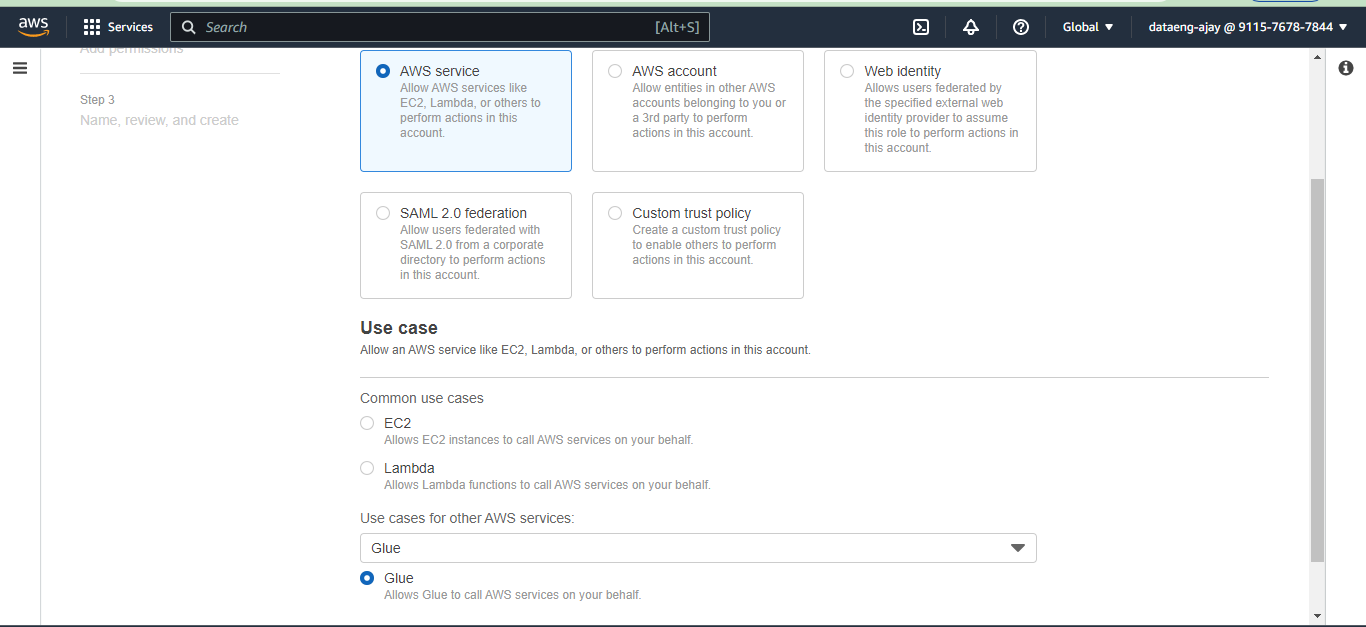 aws
Services
Search
[Alt+S]
Global
dataeng-ajay @ 9115-7678-7844
Add permissions
Step 3
Name, review, and create
AWS service
Allow AWS services like
EC2, Lambda, or others to
perform actions in this
account.
AWS account
Allow entities in other AWS
accounts belonging to you or
a 3rd party to perform
actions in this account.
Web identity
Allows users federated by
the specified external web
identity provider to assume
this role to perform actions in
this account.
SAML 2.0 federation
Allow users federated with
SAML 2.0 from a corporate
directory to perform actions
in this account.
Custom trust policy
Create a custom trust policy
to enable others to perform
actions in this account.
Use case
Allow an AWS service like EC2, Lambda, or others to perform actions in this account.
Common use cases
EC2
Allows EC2 instances to call AWS services on your behalf.
Lambda
Allows Lambda functions to call AWS services on your behalf.
Use cases for other AWS services:
Glue
Glue
Allows Glue to call AWS services on your behalf.